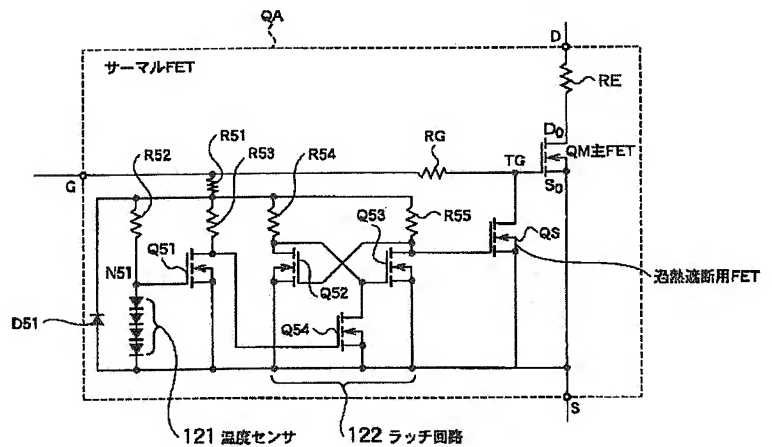 QA
D
サーマルFET
RE
R51
R52
R53
R54
RG
TG
D0
QM主FET
S0
G
Q53
R55
QS
Q51
N51
Q52
過熱遮断用FET
D51
Q54
S
121 温度センサ
122 ラッチ回路